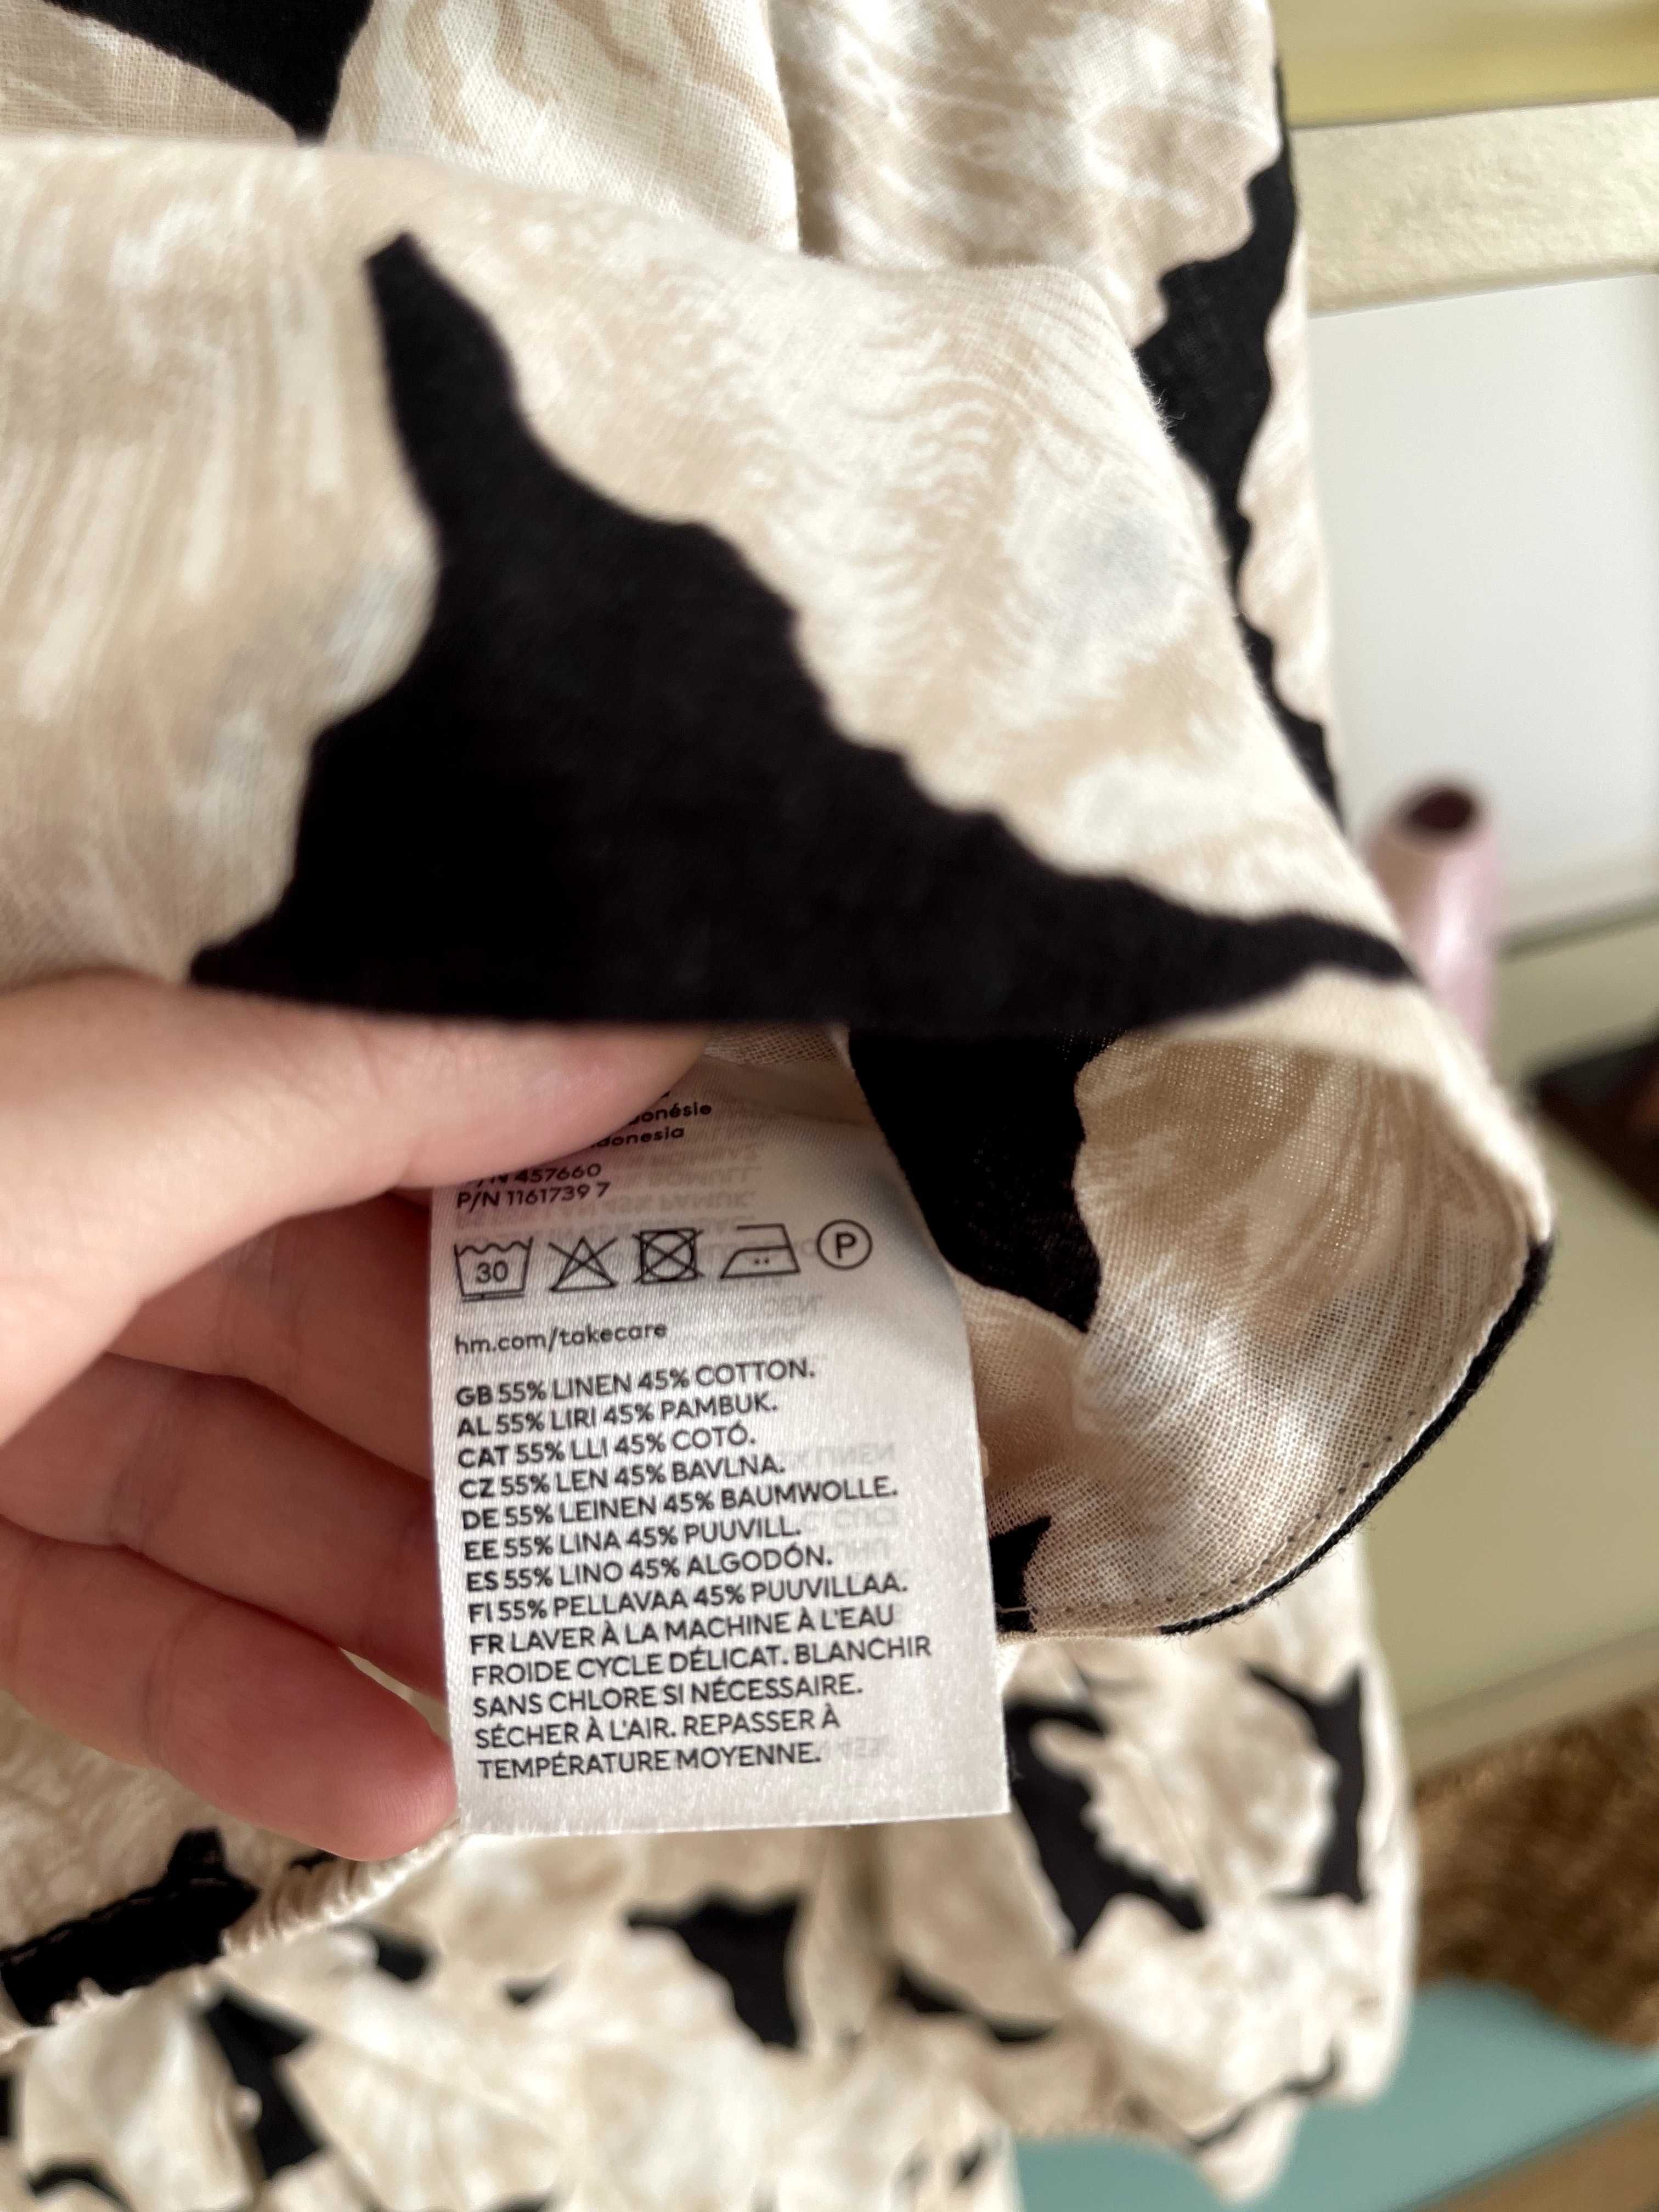 457660
P/N 1161739 7
30
P
hm.com/takecare
GB 55% LINEN 45% COTTON.
AL 55% LIRI 45% PAMBUK.
CAT 55% LLI 45% COTÓ.
CZ 55% LEN 45% BAVLNA.
DE 55% LEINEN 45% BAUMWOLLE.
EE 55% LINA 45% PUUVILL.
ES 55% LINO 45% ALGODÓN.
FI 55% PELLAVAA 45% PUUVILLAA.
FR LAVER À LA MACHINE À L'EAU
FROIDE CYCLE DÉLICAT. BLANCHIR
SANS CHLORE SI NÉCESSAIRE.
SÉCHER À L'AIR. REPASSER À
TEMPÉRATURE MOYENNE.